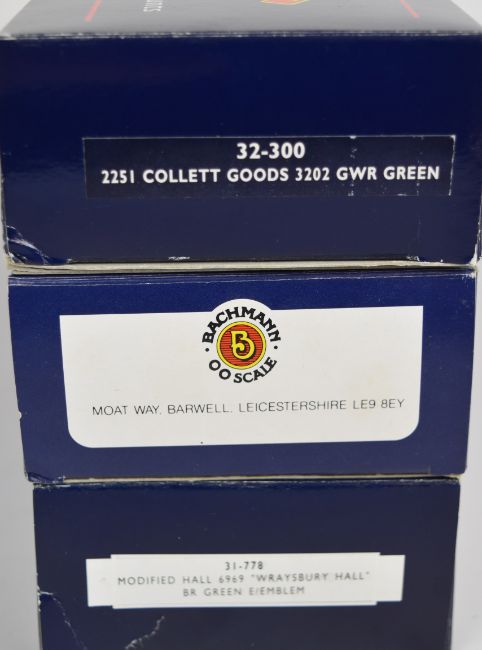 32-300
2251 COLLETT GOODS 3202 GWR GREEN
BACHMANN
B
OO SCALE
MOAT WAY, BARWELL. LEICESTERSHIRE LE9 8EY
31-778
MODIFIED HALL 6969 "WRAYSBURY HALL"
BR GREEN E/EMBLEM